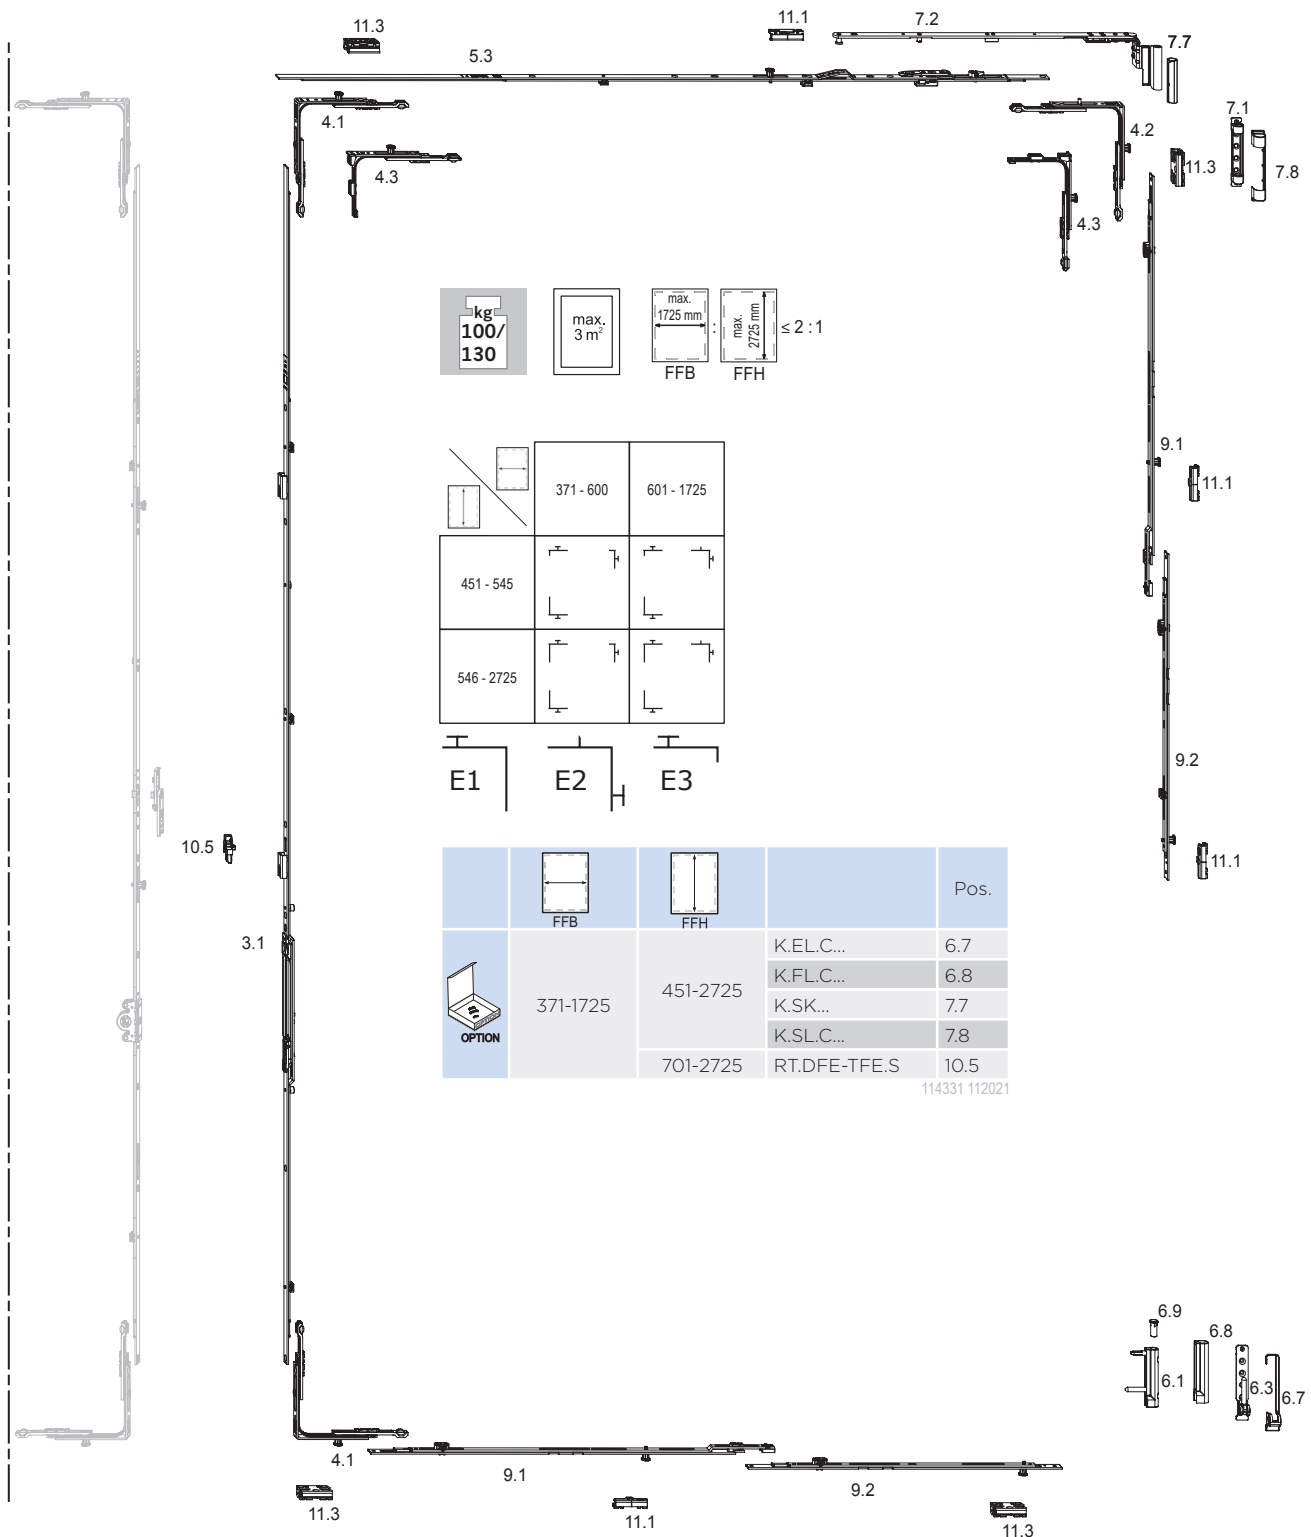 11.3
11.1
7.2
5.3
7.7
4.1
7.1
4.2
4.3
11.3
7.8
4.3
kg
100/
130
max.
3 m²
max.
1725 mm
:
max.
2725 mm
≤ 2 : 1
FFB
FFH
9.1
11.1
371 - 600
601 - 1725
451 - 545
546 - 2725
E1
E2
E3
9.2
10.5
11.1
3.1
FFB
FFH
Pos.
OPTION
371-1725
451-2725
K.EL.C...
6.7
K.FL.C...
6.8
K.SK...
7.7
K.SL.C...
7.8
701-2725
RT.DFE-TFE.S
10.5
114331 112021
6.9
6.8
6.1
6.3
6.7
4.1
9.1
9.2
11.3
11.1
11.3